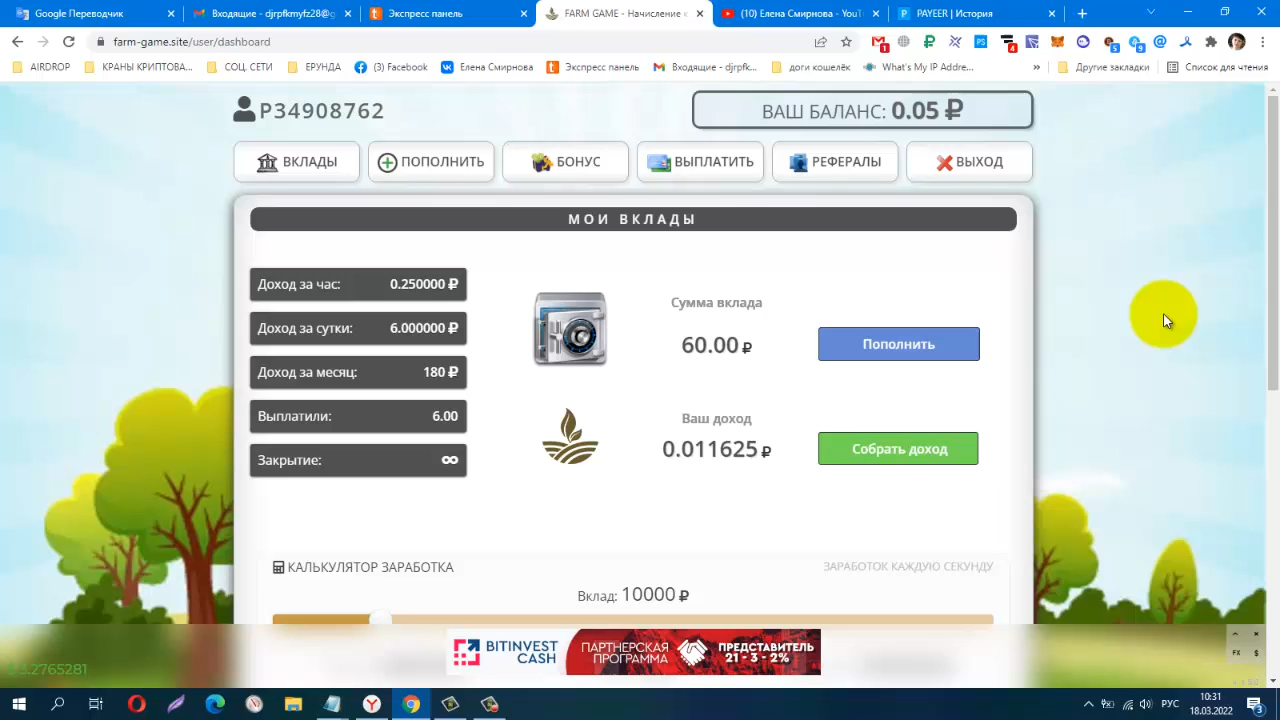 Google Переводчик
Входящие - djrpfkmyfz28@g
Экспресс панель
FARM GAME - Начисление к
(10) Елена Смирнова - YouT
PAYEER | История
farm-game.site/user/dashboard
AIRDROP
КРАНЫ КРИПТОВА...
СОЦ. СЕТИ
ЕРУНДА
(3) Facebook
Елена Смирнова
Экспресс панель
Входящие - djrpfk...
доги кошелёк
What's My IP Addre...
»
Другие закладки
Список для чтения
P34908762
ВАШ БАЛАНС: 0.05 ₽
ВКЛАДЫ
ПОПОЛНИТЬ
БОНУС
ВЫПЛАТИТЬ
РЕФЕРАЛЫ
ВЫХОД
МОИ ВКЛАДЫ
Доход за час: 0.250000 ₽
Доход за сутки: 6.000000 ₽
Доход за месяц: 180 ₽
Выплатили: 6.00
Закрытие: ∞
Сумма вклада
60.00 ₽
Пополнить
Ваш доход
0.011625 ₽
Собрать доход
КАЛЬКУЛЯТОР ЗАРАБОТКА
ЗАРАБОТОК КАЖДУЮ СЕКУНДУ
Вклад: 10000 ₽
BITINVEST
CASH
ПАРТНЕРСКАЯ
ПРОГРАММА
ПРЕДСТАВИТЕЛЬ
21 - 3 - 2%
FX $
РУС
10:31
18.03.2022